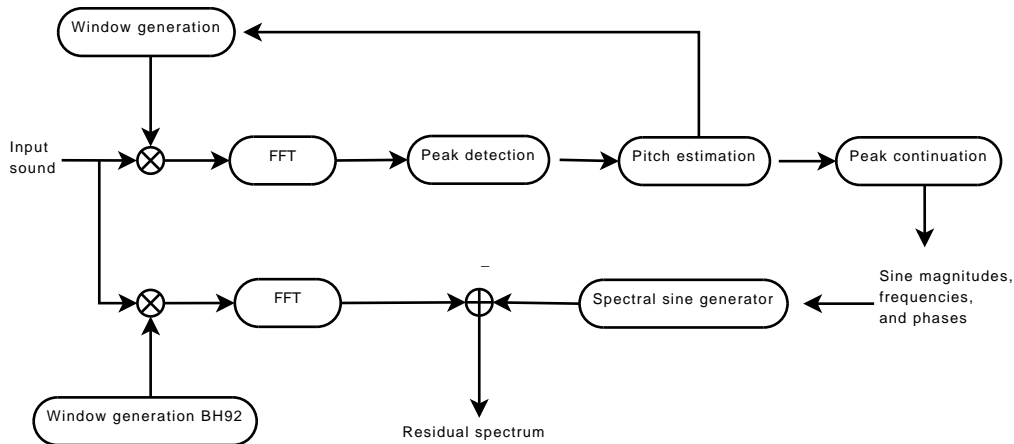 Window generation
Input
sound
FFT
Peak detection
Pitch estimation
Peak continuation
–
Sine magnitudes,
frequencies,
and phases
FFT
Spectral sine generator
Window generation BH92
Residual spectrum